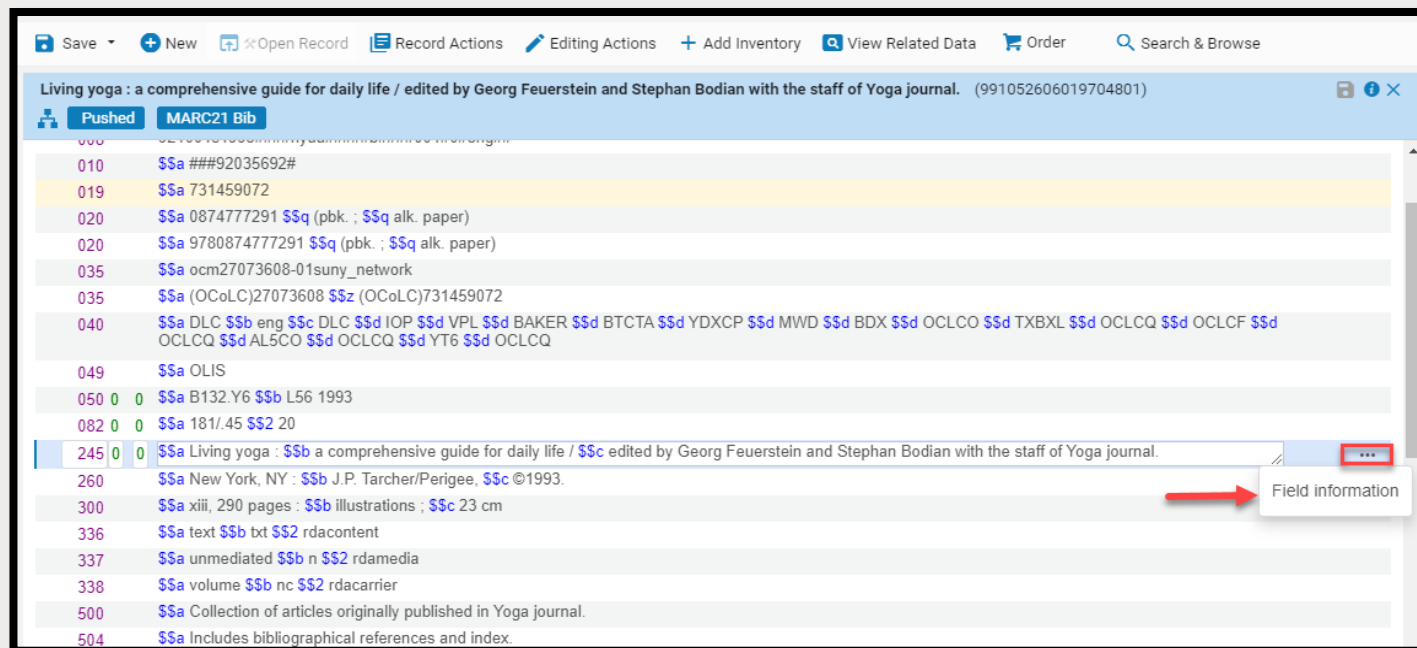 Save New Open Record Record Actions Editing Actions Add Inventory View Related Data Order Search & Browse
Living yoga : a comprehensive guide for daily life / edited by Georg Feuerstein and Stephan Bodian with the staff of Yoga journal. (991052606019704801)
Pushed MARC21 Bib
010 $$a ###92035692#
019 $$a 731459072
020 $$a 0874777291 $$q (pbk. ; $$q alk. paper)
020 $$a 9780874777291 $$q (pbk. ; $$q alk. paper)
035 $$a ocm27073608-01suny_network
035 $$a (OCoLC)27073608 $$z (OCoLC)731459072
040 $$a DLC $$b eng $$c DLC $$d IOP $$d VPL $$d BAKER $$d BTCTA $$d YDXCP $$d MWD $$d BDX $$d OCLCO $$d TXBXL $$d OCLCQ $$d OCLCF $$d
OCLCQ $$d AL5CO $$d OCLCQ $$d YT6 $$d OCLCQ
049 $$a OLIS
050 0 0 $$a B132.Y6 $$b L56 1993
082 0 0 $$a 181/.45 $$2 20
245 0 0 $$a Living yoga : $$b a comprehensive guide for daily life / $$c edited by Georg Feuerstein and Stephan Bodian with the staff of Yoga journal. ...
260 $$a New York, NY : $$b J.P. Tarcher/Perigee, $$c ©1993.
Field information
300 $$a xiii, 290 pages : $$b illustrations ; $$c 23 cm
336 $$a text $$b txt $$2 rdacontent
337 $$a unmediated $$b n $$2 rdamedia
338 $$a volume $$b nc $$2 rdacarrier
500 $$a Collection of articles originally published in Yoga journal.
504 $$a Includes bibliographical references and index.